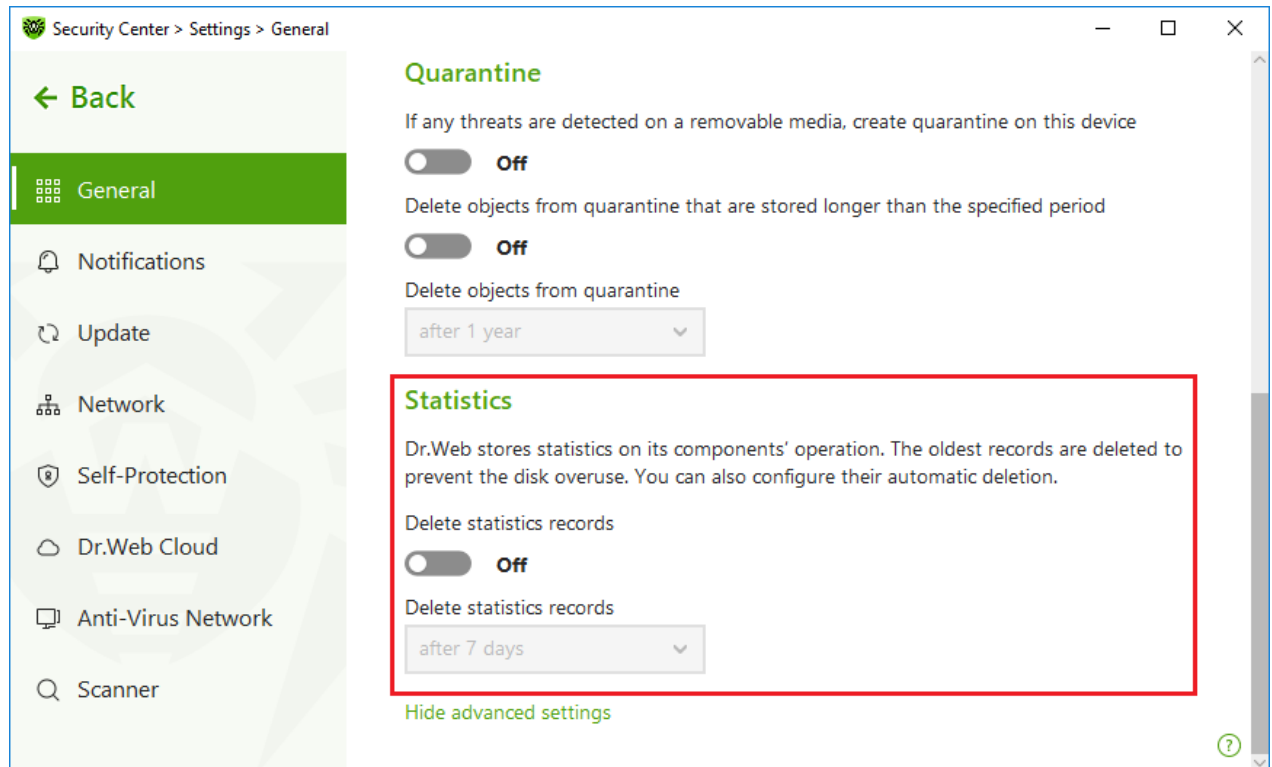 Security Center > Settings > General
Back
General
Notifications
Update
Network
Self-Protection
Dr.Web Cloud
Anti-Virus Network
Scanner
Quarantine
If any threats are detected on a removable media, create quarantine on this device
Off
Delete objects from quarantine that are stored longer than the specified period
Off
Delete objects from quarantine
after 1 year
Statistics
Dr.Web stores statistics on its components’ operation. The oldest records are deleted to
prevent the disk overuse. You can also configure their automatic deletion.
Delete statistics records
Off
Delete statistics records
after 7 days
Hide advanced settings
?